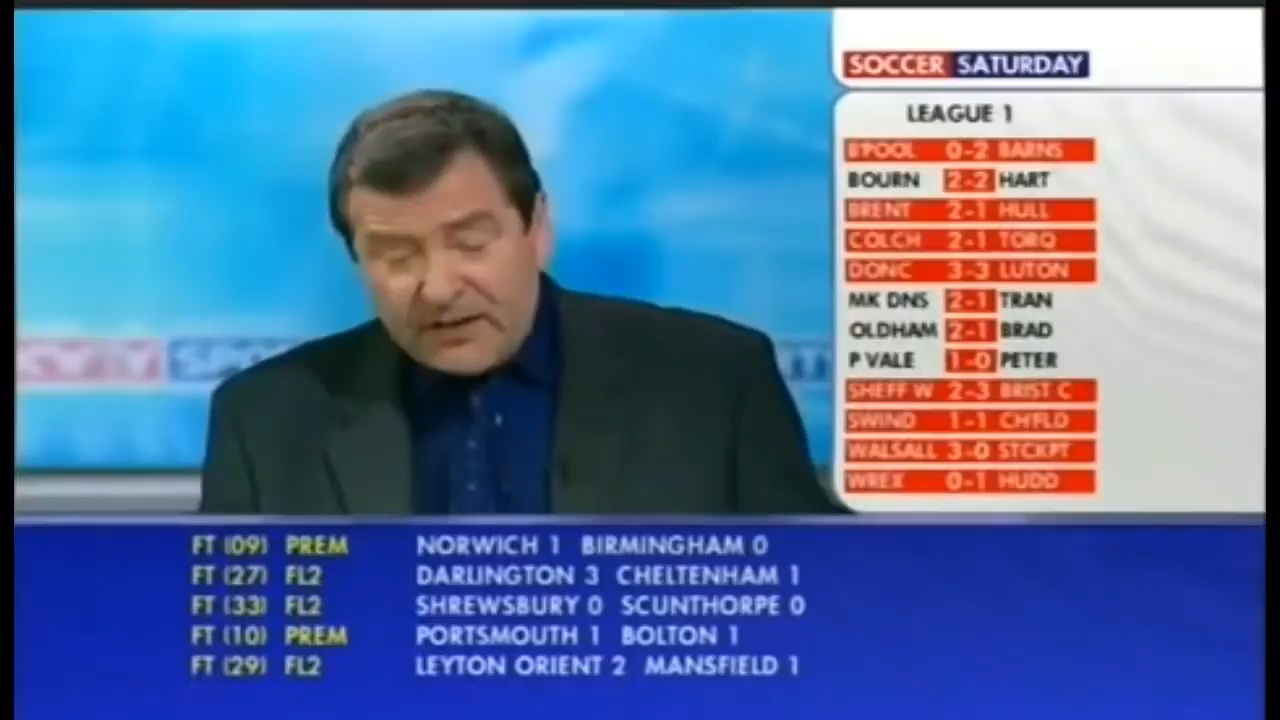 SOCCER SATURDAY
LEAGUE 1
B'POOL 0-2 BARNS
BOURN 2-2 HART
BRENT 2-1 HULL
COLCH 2-1 TORQ
DONC 3-3 LUTON
MK DNS 2-1 TRAN
OLDHAM 2-1 BRAD
P VALE 1-0 PETER
SHEFF W 2-3 BRIST C
SWIND 1-1 CH'FLD
WALSALL 3-0 STCKPT
WREX 0-1 HUDD
FT (09) PREM NORWICH 1 BIRMINGHAM 0
FT (27) FL2 DARLINGTON 3 CHELTENHAM 1
FT (33) FL2 SHREWSBURY 0 SCUNTHORPE 0
FT (10) PREM PORTSMOUTH 1 BOLTON 1
FT (29) FL2 LEYTON ORIENT 2 MANSFIELD 1